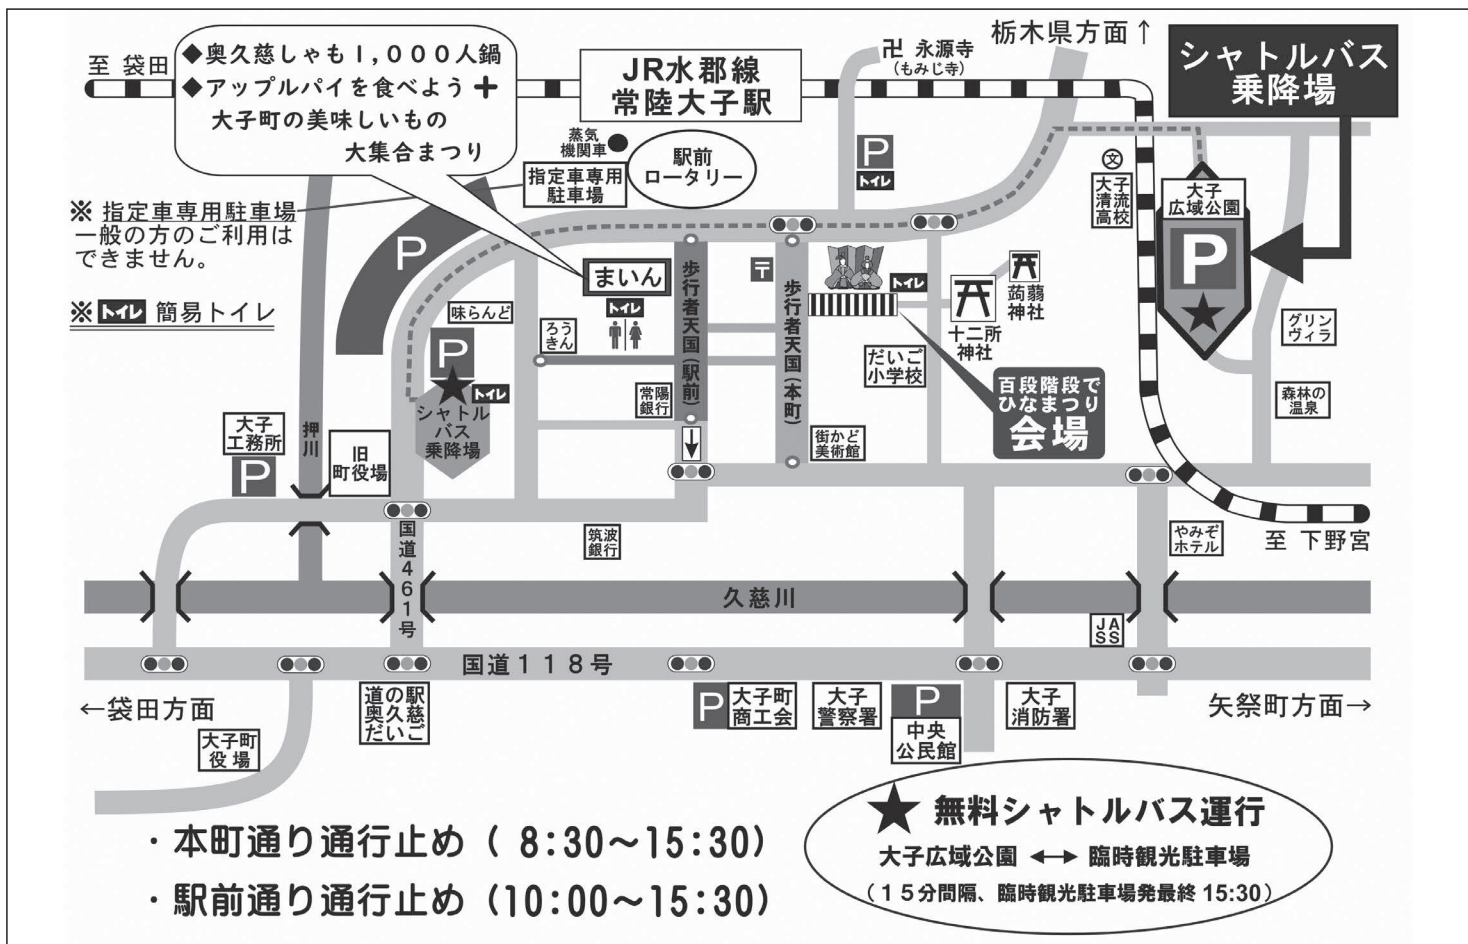 ◆奥久慈しゃも1,000人鍋
◆アップルパイを食べよう＋
大子町の美味しいもの
大集合まつり
至 袋田
JR水郡線
常陸大子駅
卍 永源寺
(もみじ寺)
栃木県方面↑
シャトルバス
乗降場
蒸気
機関車
指定車専用
駐車場
駅前
ロータリー
P
トイレ
文
大子
清流
高校
大子
広域公園
P
※ 指定車専用駐車場
一般の方のご利用は
できません。
※ トイレ 簡易トイレ
P
まいん
トイレ
味らんど
P
トイレ
シャトル
バス
乗降場
ろう
きん
歩行者天国(駅前)
〒
歩行者天国(本町)
トイレ
十二所
神社
蒟蒻
神社
だいご
小学校
百段階段で
ひなまつり
会場
グリン
ヴィラ
森林の
温泉
常陽
銀行
↓
街かど
美術館
大子
工務所
P
押川
旧
町役場
国道461号
筑波
銀行
やみぞ
ホテル
至 下野宮
久慈川
JA
SS
国道118号
←袋田方面
大子町
役場
道の駅
奥久慈
だいご
P
大子町
商工会
大子
警察署
P
中央
公民館
大子
消防署
矢祭町方面→
・本町通り通行止め ( 8:30～15:30)
・駅前通り通行止め (10:00～15:30)
★ 無料シャトルバス運行
大子広域公園 ⟷ 臨時観光駐車場
(15分間隔、臨時観光駐車場発最終 15:30)